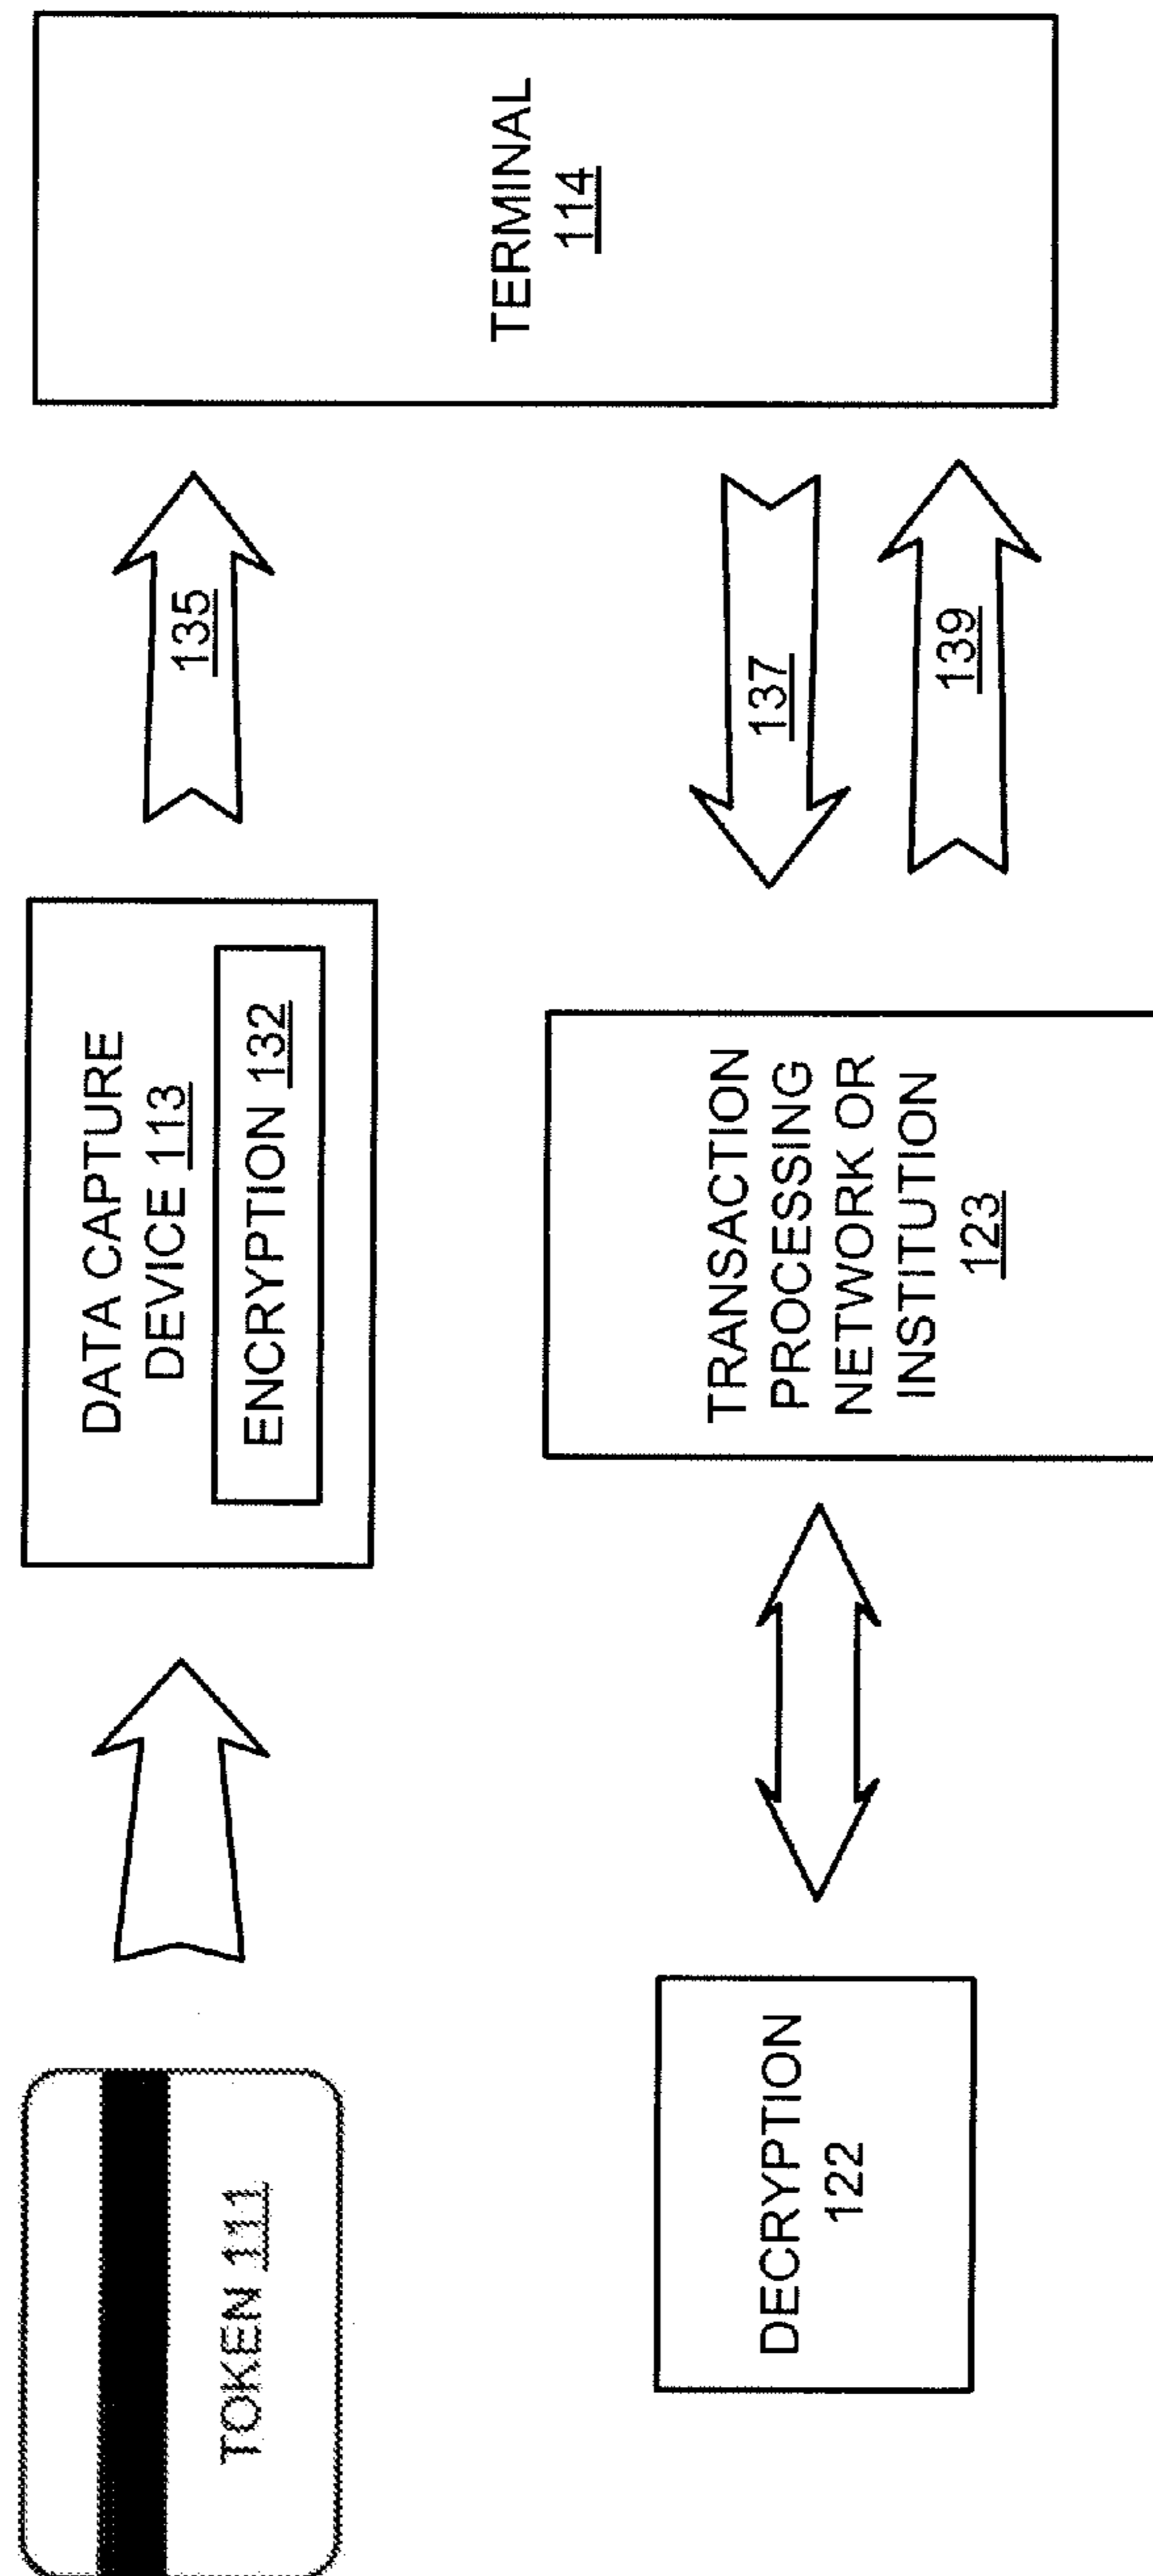 TOKEN 111
DATA CAPTURE
DEVICE 113
ENCRYPTION 132
135
TERMINAL
114
DECRYPTION
122
TRANSACTION
PROCESSING
NETWORK OR
INSTITUTION
123
137
139